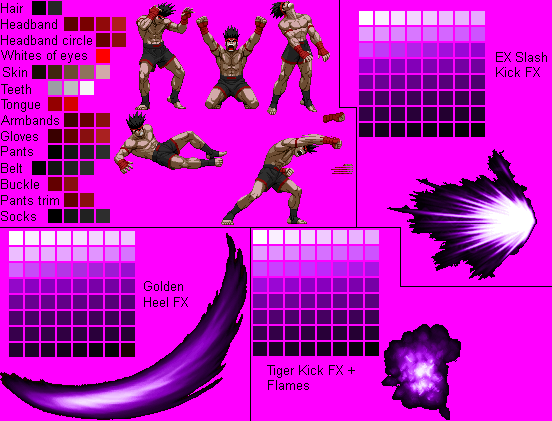 Hair
Headband
Headband circle
Whites of eyes
Skin
Teeth
Tongue
Armbands
Gloves
Pants
Belt
Buckle
Pants trim
Socks
EX Slash
Kick FX
Golden
Heel FX
Tiger Kick FX +
Flames